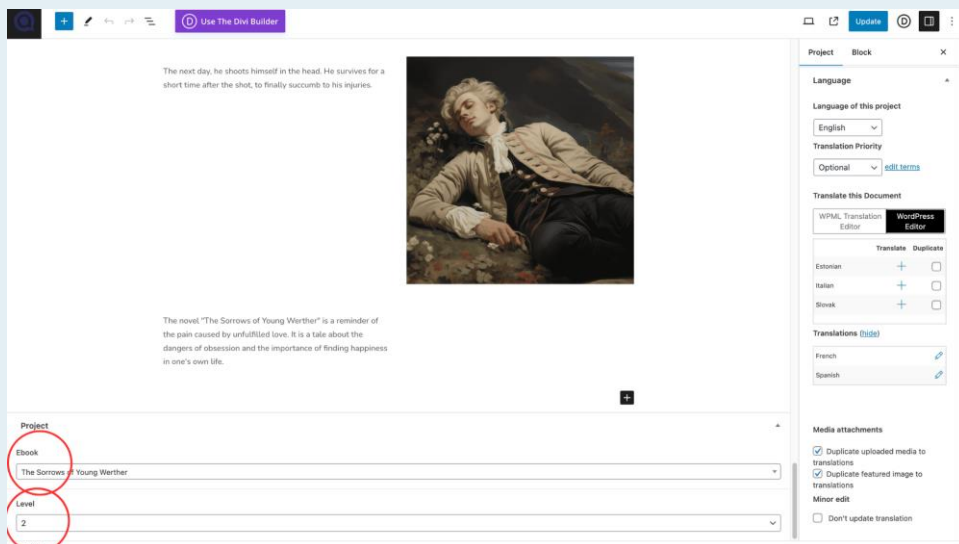 D Use The Divi Builder
Update
D
The next day, he shoots himself in the head. He survives for a
short time after the shot, to finally succumb to his injuries.
The novel "The Sorrows of Young Werther" is a reminder of
the pain caused by unfulfilled love. It is a tale about the
dangers of obsession and the importance of finding happiness
in one's own life.
Project
Ebook
The Sorrows of Young Werther
Level
2
Project Block
Language
Language of this project
English
Translation Priority
Optional edit terms
Translate this Document
WPML Translation
Editor
WordPress
Editor
Translate Duplicate
Estonian
Italian
Slovak
Translations (hide)
French
Spanish
Media attachments
Duplicate uploaded media to
translations
Duplicate featured image to
translations
Minor edit
Don't update translation